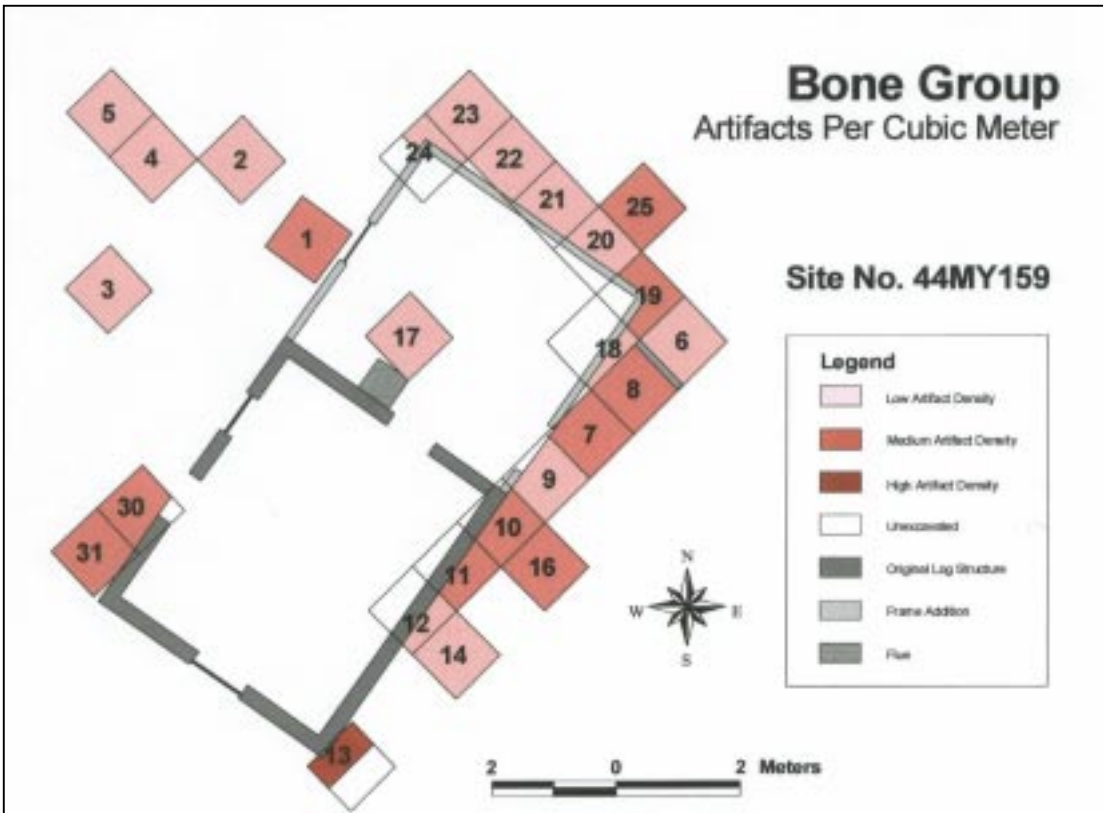 Bone Group
Artifacts Per Cubic Meter
5
4
2
23
24
22
21
25
20
1
3
19
17
18
6
8
7
9
30
10
31
16
11
12
14
13
Site No. 44MY159
Legend
Low Artifact Density
Medium Artifact Density
High Artifact Density
Unexcavated
Original Log Structure
Frame Addition
Flue
N
W E
S
2 0 2 Meters